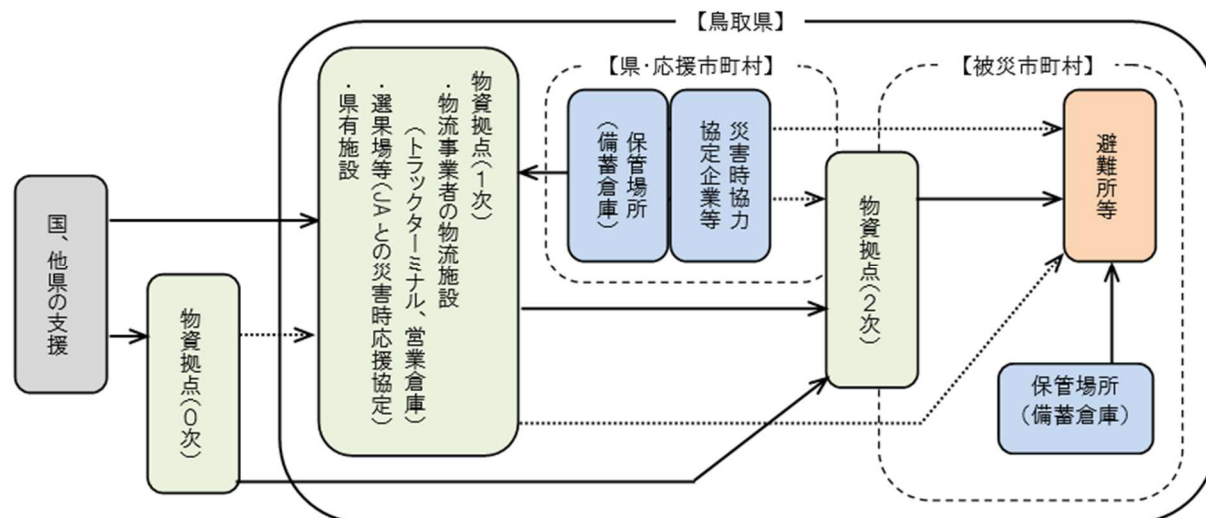 【鳥取県】
国、他県の支援
物資拠点(0次)
物資拠点(1次)
・物流事業者の物流施設
(トラックターミナル、営業倉庫)
・選果場等(JAとの災害時応援協定)
・県有施設
【県・応援市町村】
保管場所
(備蓄倉庫)
災害時協力
協定企業等
物資拠点(2次)
【被災市町村】
避難所等
保管場所
(備蓄倉庫)